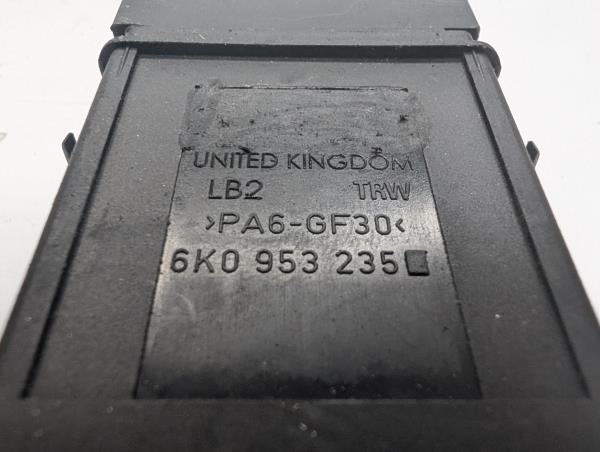 UNITED KINGDOM
LB2 TRW
>PA6-GF30<
6K0 953 235